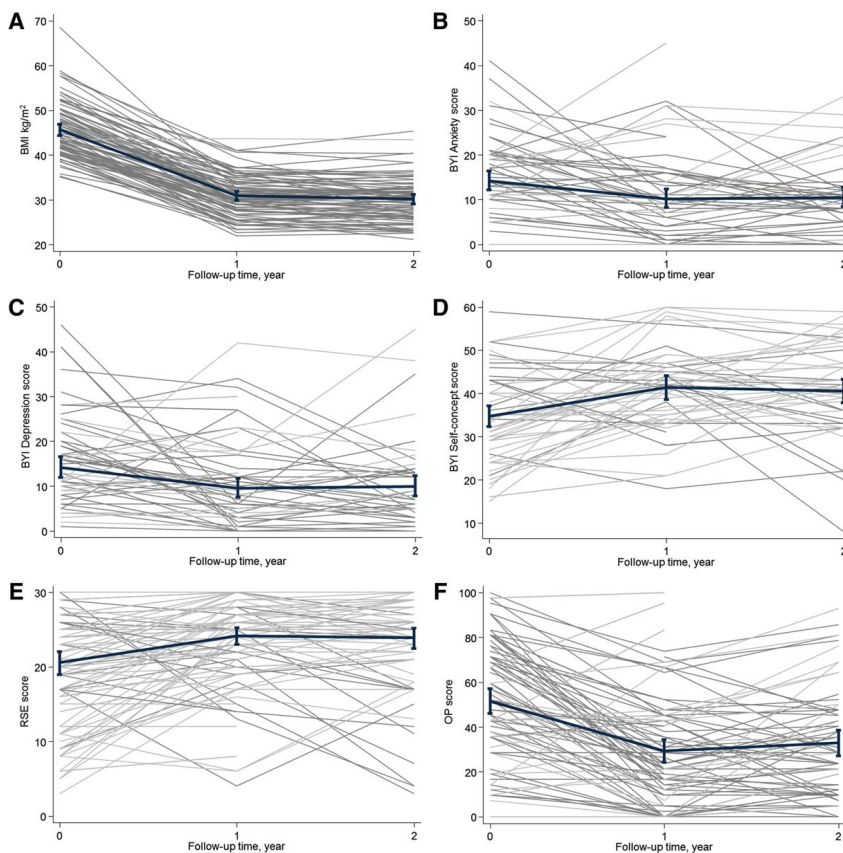 A
BMI kg/m²
70
60
50
40
30
20
0
1
2
Follow-up time, year
B
BYI Anxiety score
50
40
30
20
10
0
0
1
2
Follow-up time, year
C
BYI Depression score
50
40
30
20
10
0
0
1
2
Follow-up time, year
D
BYI Self-concept score
60
50
40
30
20
10
0
1
2
Follow-up time, year
E
RSE score
30
20
10
0
0
1
2
Follow-up time, year
F
OP score
100
80
60
40
20
0
0
1
2
Follow-up time, year